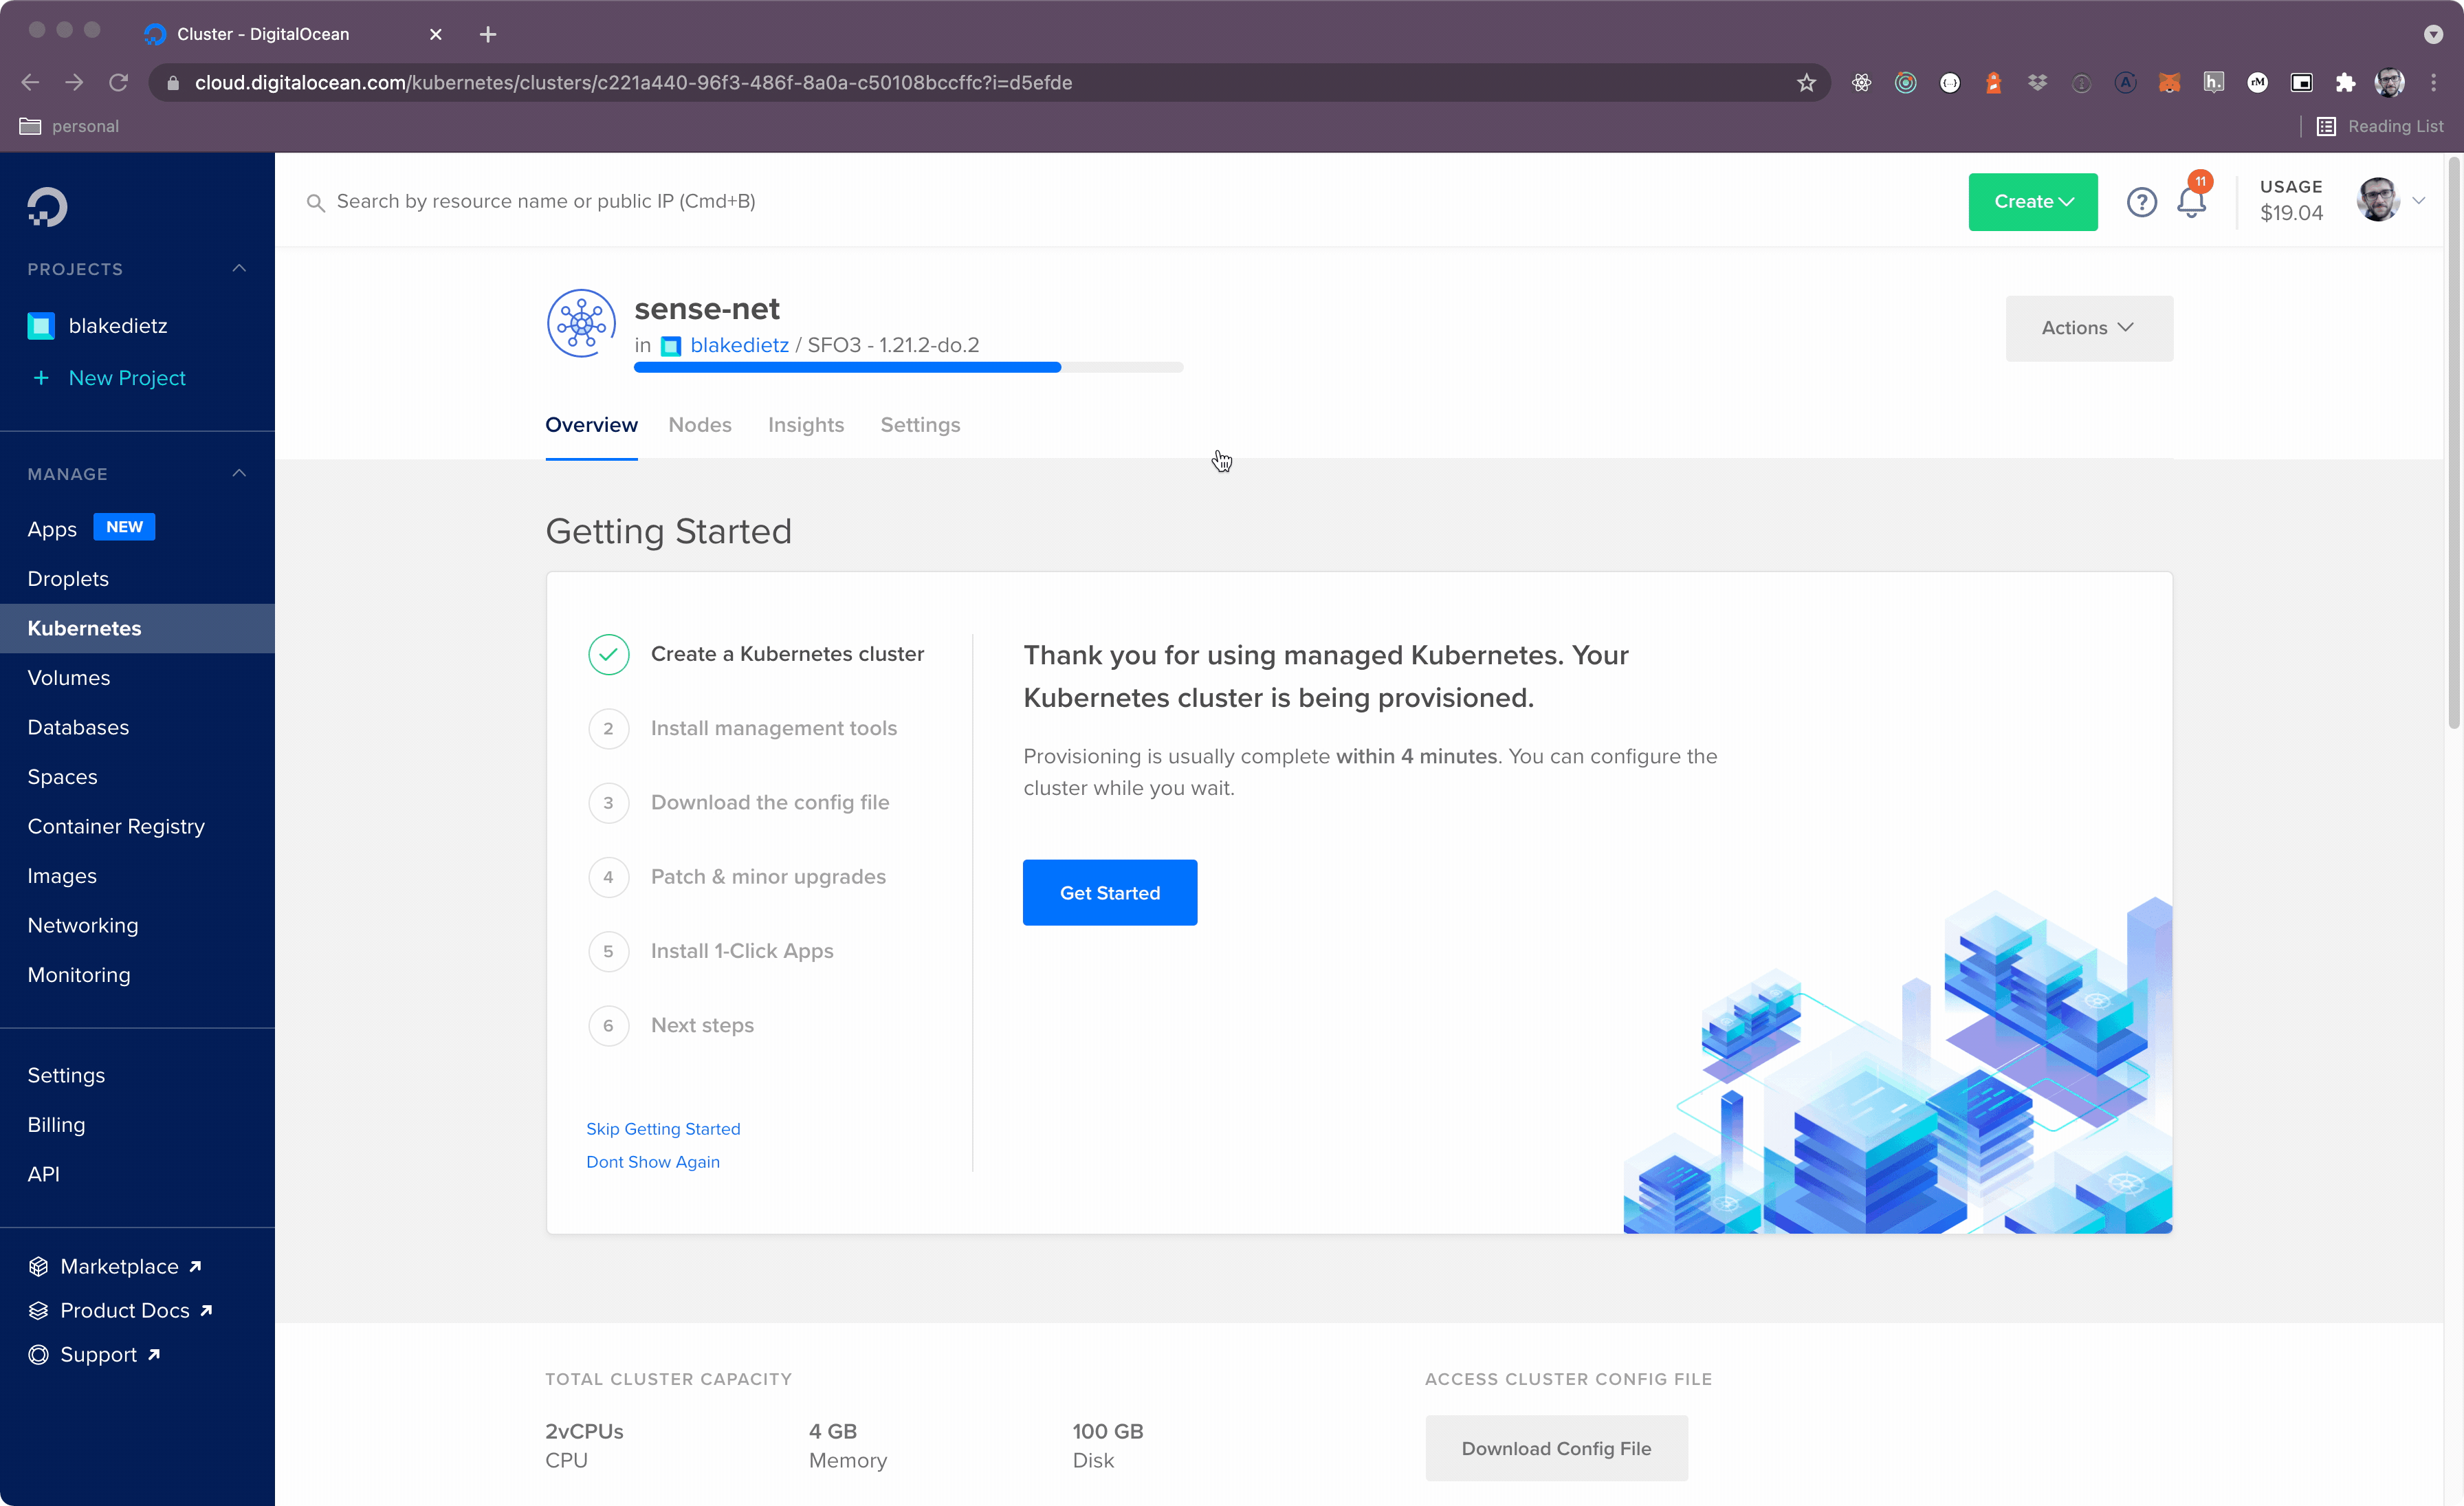 Cluster - DigitalOcean
cloud.digitalocean.com/kubernetes/clusters/c221a440-96f3-486f-8a0a-c50108bccffc?i=d5efde
h.
rM
personal
Reading List
Search by resource name or public IP (Cmd+B)
Create
?
11
USAGE
$19.04
PROJECTS
blakedietz
+ New Project
MANAGE
Apps NEW
Droplets
Kubernetes
Volumes
Databases
Spaces
Container Registry
Images
Networking
Monitoring
Settings
Billing
API
Marketplace
Product Docs
Support
sense-net
in blakedietz / SFO3 - 1.21.2-do.2
Actions
Overview Nodes Insights Settings
Getting Started
Create a Kubernetes cluster
2 Install management tools
3 Download the config file
4 Patch & minor upgrades
5 Install 1-Click Apps
6 Next steps
Skip Getting Started
Dont Show Again
Thank you for using managed Kubernetes. Your
Kubernetes cluster is being provisioned.
Provisioning is usually complete within 4 minutes. You can configure the
cluster while you wait.
Get Started
TOTAL CLUSTER CAPACITY
2vCPUs
CPU
4 GB
Memory
100 GB
Disk
ACCESS CLUSTER CONFIG FILE
Download Config File